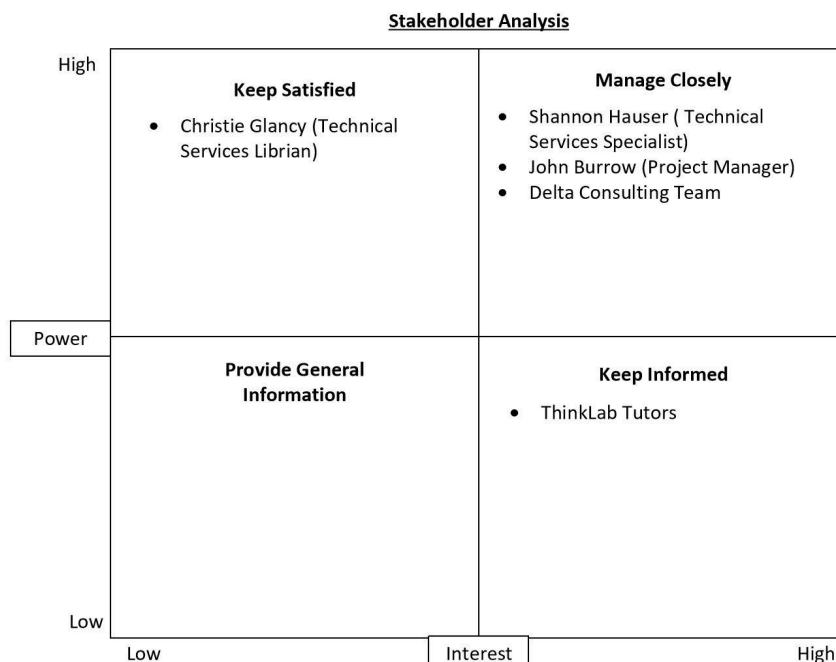 Stakeholder Analysis
High
Keep Satisfied
• Christie Glancy (Technical
Services Librian)
Manage Closely
• Shannon Hauser ( Technical
Services Specialist)
• John Burrow (Project Manager)
• Delta Consulting Team
Power
Provide General
Information
Keep Informed
• ThinkLab Tutors
Low
Low
Interest
High